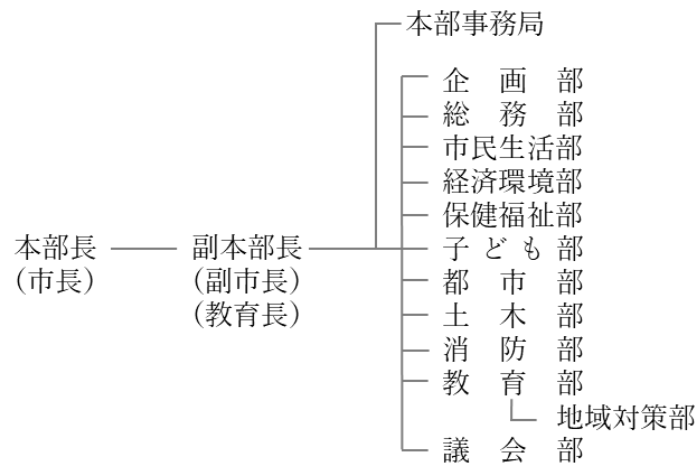 本部事務局
企画部
総務部
市民生活部
経済環境部
保健福祉部
本部長
(市長)
副本部長
(副市長)
(教育長)
子ども部
都市部
土木部
消防部
教育部
地域対策部
議会部